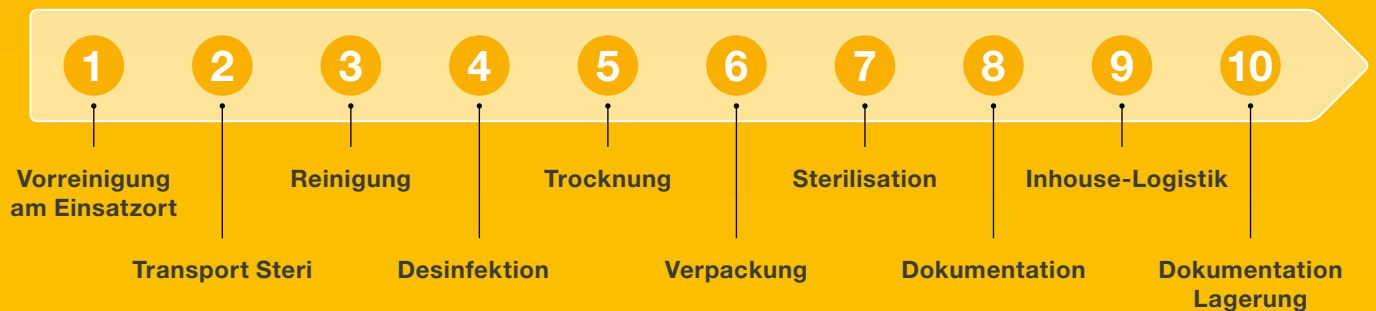 1 2 3 4 5 6 7 8 9 10
Vorreinigung
am Einsatzort
Reinigung
Trocknung
Sterilisation
Inhouse-Logistik
Transport Steri
Desinfektion
Verpackung
Dokumentation
Dokumentation
Lagerung